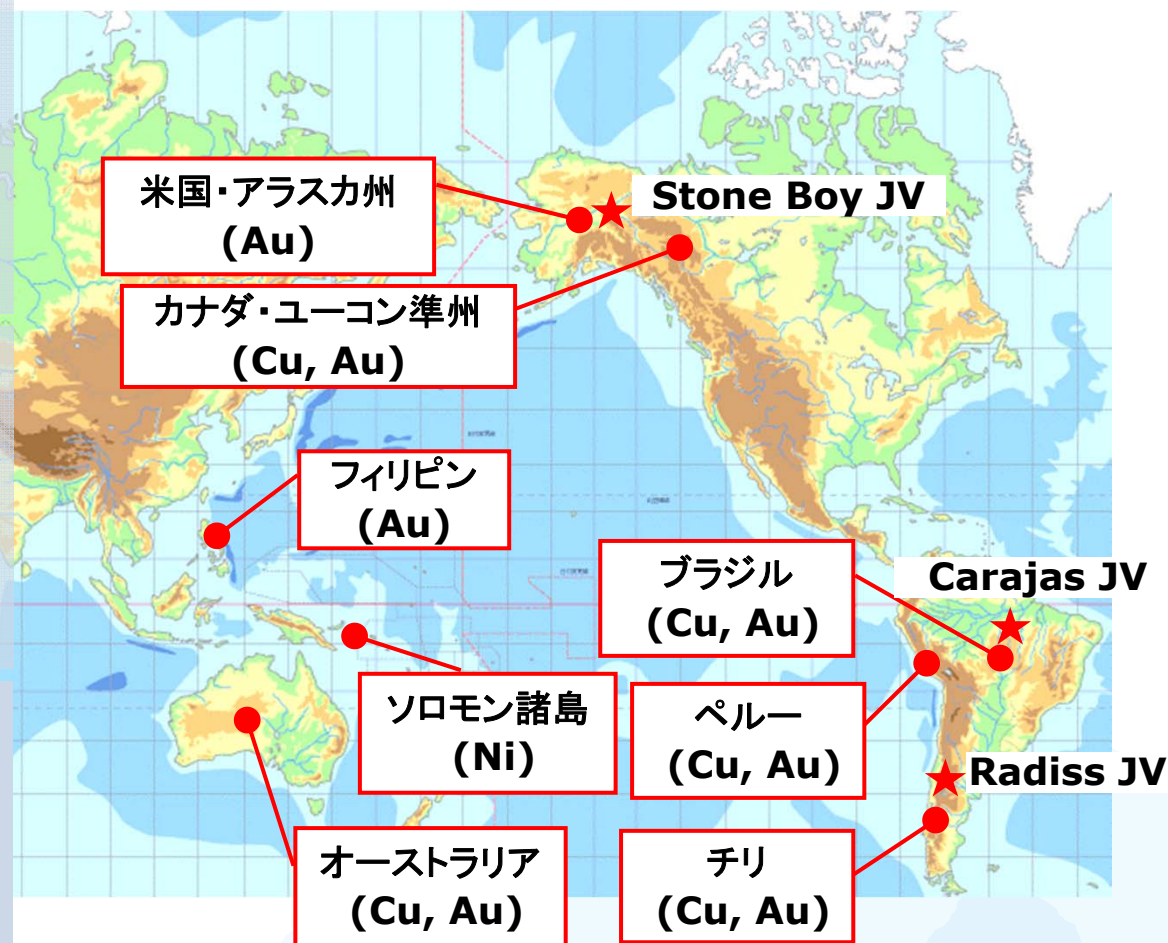 米国・アラスカ州
(Au)
Stone Boy JV
カナダ・ユーコン準州
(Cu, Au)
フィリピン
(Au)
ブラジル
(Cu, Au)
Carajas JV
ソロモン諸島
(Ni)
ペルー
(Cu, Au)
Radiss JV
オーストラリア
(Cu, Au)
チリ
(Cu, Au)